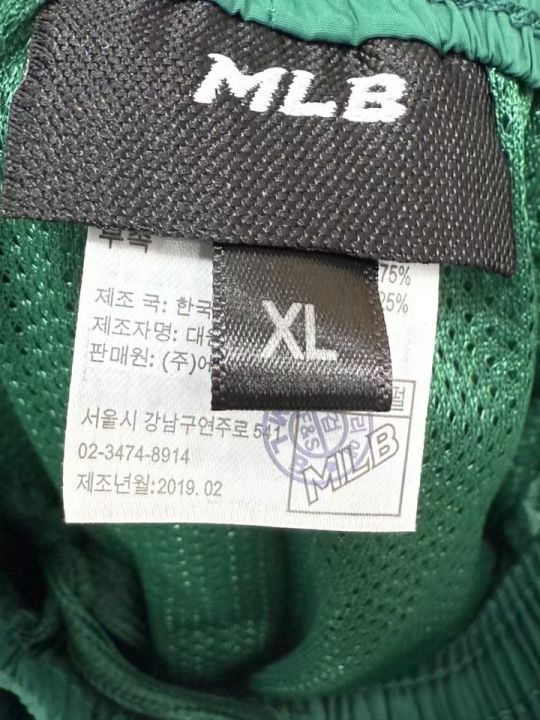 MLB
XL
부속
75%
25%
제조 국: 한국
제조자명: 대
판매원: (주)에
서울시 강남구언주로 541
02-3474-8914
제조년월:2019. 02
MLB